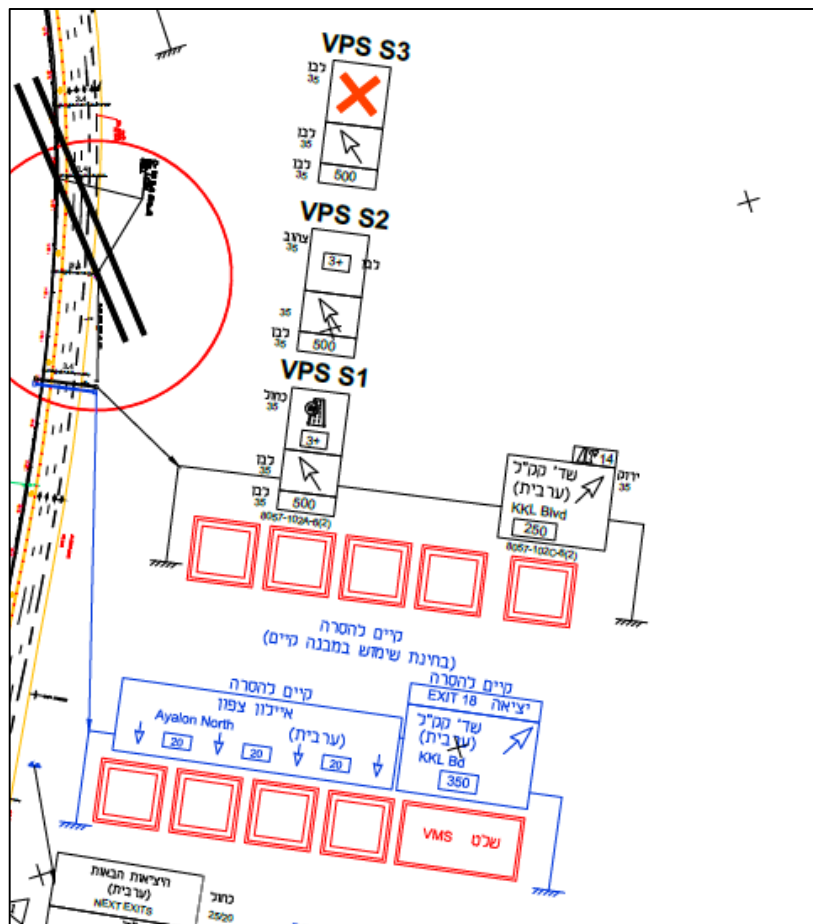 VPS S3
לבן
35
לבן
35
לבן
35
500
VPS S2
צהוב
35
3+
לבן
35
לבן
35
500
VPS S1
כחול
35
3+
לבן
35
לבן
35
500
8057-102A-6(2)
14
שד' קק"ל
(ערבית)
KKL Blvd
250
ירוק
35
8057-102C-6(2)
קיים להסרה
(בחינת שימוש במבנה קיים)
קיים להסרה
איילון צפון
Ayalon North
(ערבית)
20
20
20
קיים להסרה
יציאה EXIT 18
שד' קק"ל
(ערבית)
KKL Bd
350
שלט VMS
היציאות הבאות
(ערבית)
NEXT EXITS
כחול
25/20
3.4